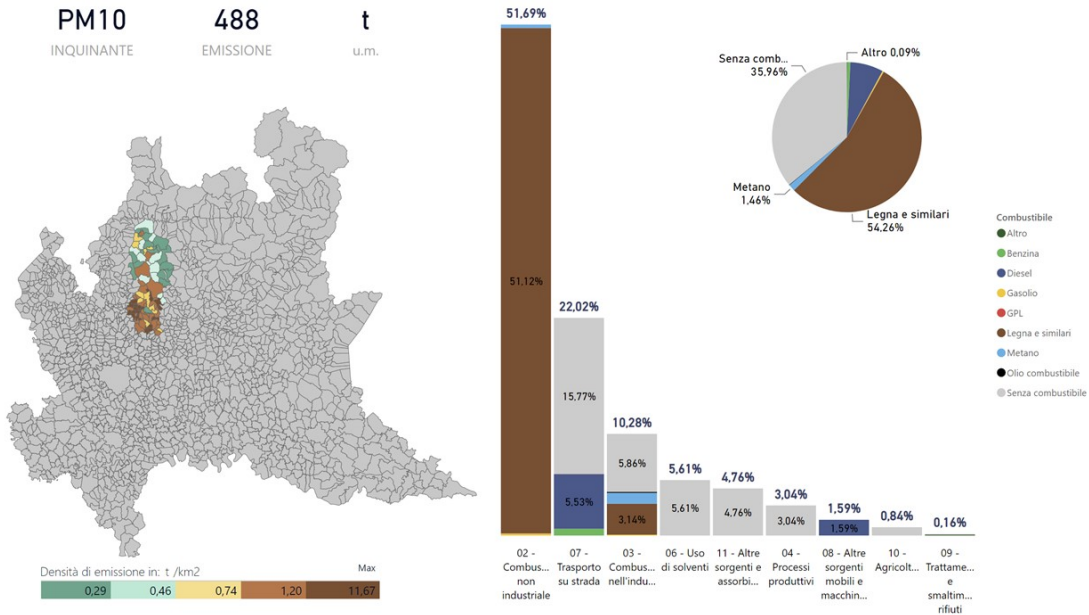 PM10
488
t
INQUINANTE
EMISSIONE
u.m.
51,69%
51,12%
22,02%
15,77%
5,53%
10,28%
5,86%
3,14%
5,61%
5,61%
4,76%
4,76%
3,04%
3,04%
1,59%
1,59%
0,84%
0,16%
02 -
Combus...
non
industriale
07 -
Trasporto
su strada
03 -
Combus...
nell'indu...
06 - Uso
di solventi
11 - Altre
sorgenti e
assorbi...
04 -
Processi
produttivi
08 - Altre
sorgenti
mobili e
macchin...
10 -
Agricolt...
09 -
Trattame...
e
smaltim...
rifiuti
Senza comb...
35,96%
Altro 0,09%
Metano
1,46%
Legna e similari
54,26%
Combustibile
Altro
Benzina
Diesel
Gasolio
GPL
Legna e similari
Metano
Olio combustibile
Senza combustibile
Densità di emissione in: t /km2
Max
0,29
0,46
0,74
1,20
11,67